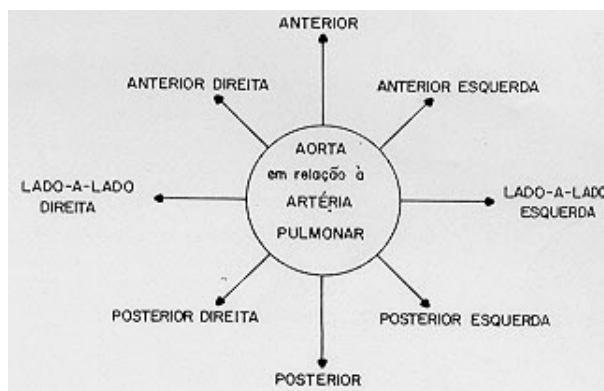 ANTERIOR
ANTERIOR DIREITA
ANTERIOR ESQUERDA
AORTA
em relação à
ARTÉRIA
PULMONAR
LADO-A-LADO
DIREITA
LADO-A-LADO
ESQUERDA
POSTERIOR DIREITA
POSTERIOR ESQUERDA
POSTERIOR